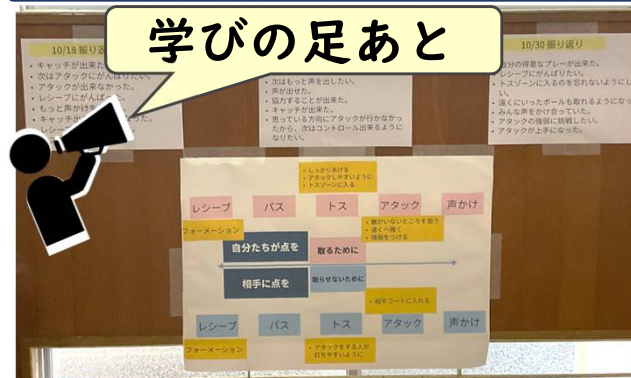 学びの足あと
10/18 振り返
• キャッチが出来た
• 次はアタックにがんばりたい。
• アタックが出来なかった。
• レシーブにがんば
• もっと声かけを
• キャッチ出
• レシー
• 次はもっと声を出したい。
• 声が出せた。
• 協力することが出来た。
• キャッチが出来た。
• 思っている方向にアタックが行かなかっ
たから、次はコントロール出来るように
なりたい。
10/30 振り返り
自分の得意なプレーが出来た。
レシーブにがんばりたい。
• トスゾーンに入るのを忘れないようにし
い。
• 遠くにいったボールも取れるようになっ
• みんな声をかけ合っていた。
• アタックの強弱に挑戦したい。
• アタックが上手になった。
• しっかりあげる
• アタックしやすいように
• トスゾーンに入る
レシーブ パス トス アタック 声かけ
フォーメーション
• 敵がいないところを狙う
• 遠くへ強く
• 強弱をつける
自分たちが点を 取るために
相手に点を 取らせないために
• 相手コートに入れる
レシーブ パス トス アタック 声かけ
フォーメーション
• アタックをする人が
打ちやすいように